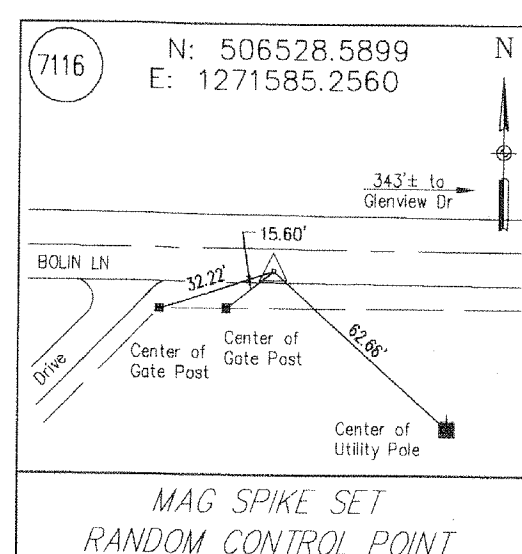 7116
N: 506528.5899
E: 1271585.2560
N
343'± to
Glenview Dr
15.60'
BOLIN LN
32.22'
62.66'
Drive
Center of
Gate Post
Center of
Gate Post
Center of
Utility Pole
MAG SPIKE SET
RANDOM CONTROL POINT